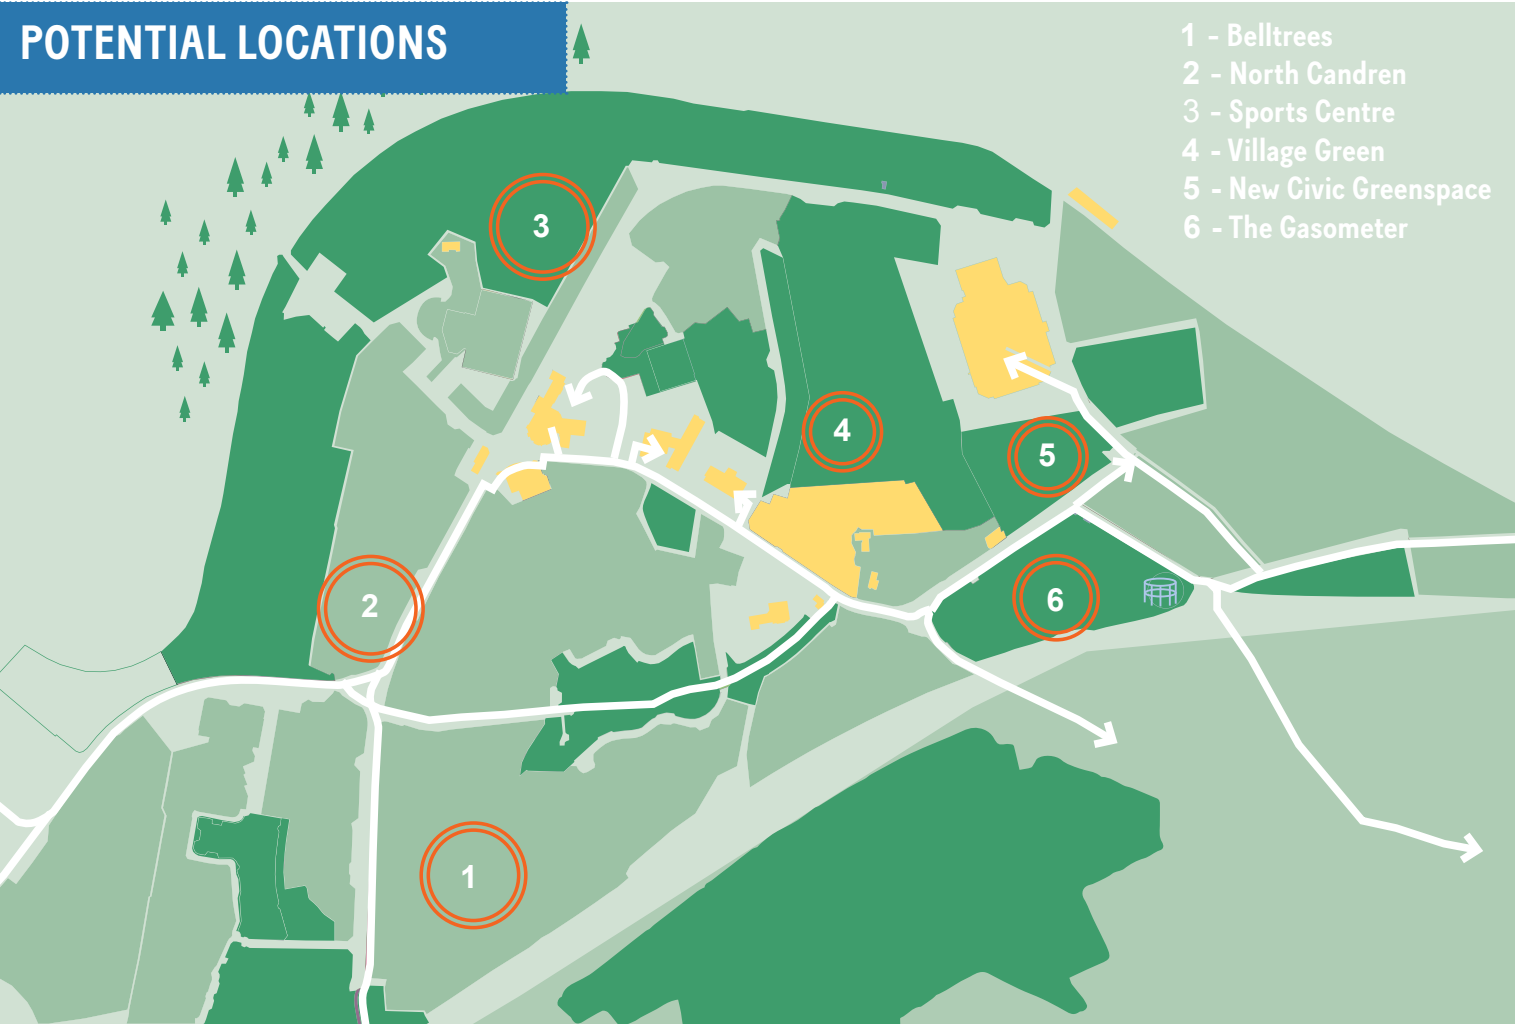 POTENTIAL LOCATIONS
1 - Belltrees
2 - North Candren
3 - Sports Centre
4 - Village Green
5 - New Civic Greenspace
6 - The Gasometer
3
4
5
2
6
1